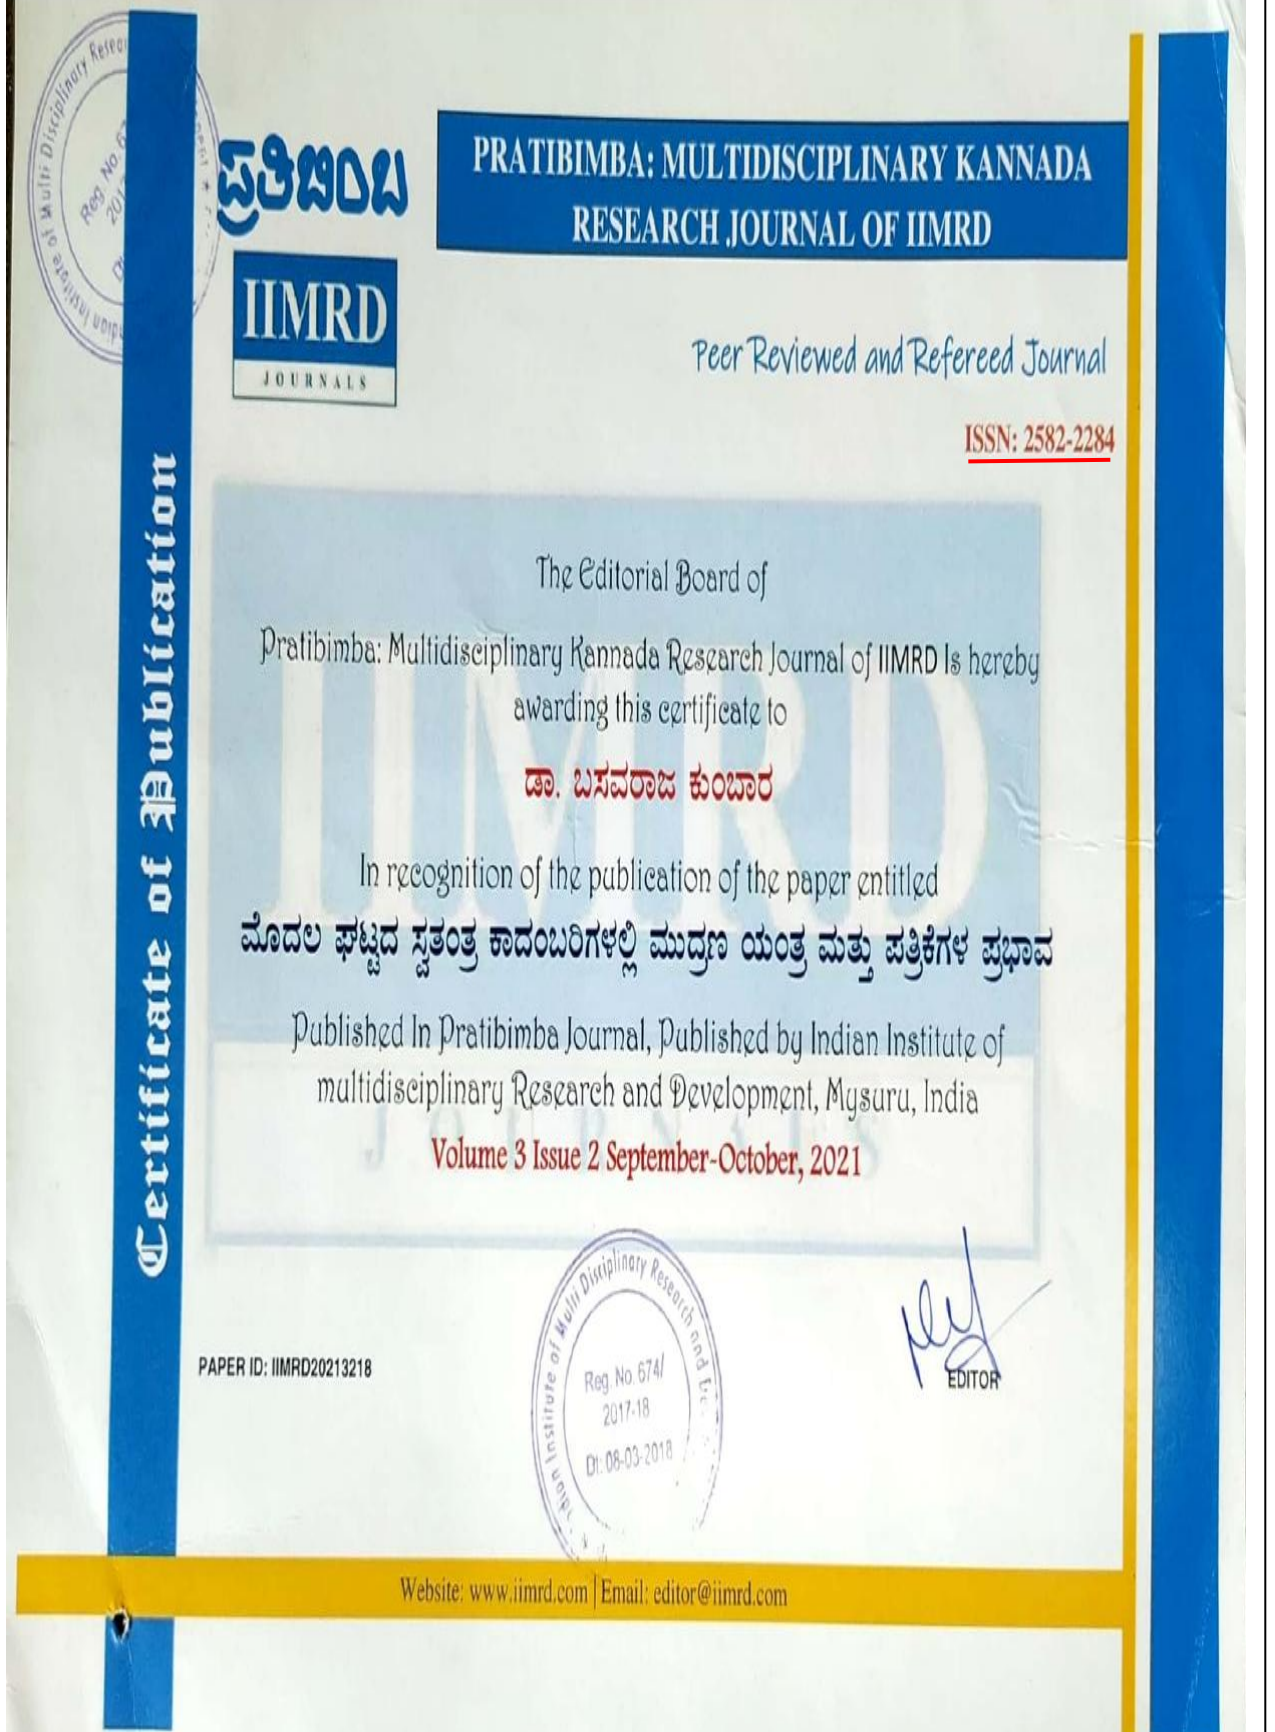 ಪ್ರತಿಬಿಂಬ
PRATIBIMBA: MULTIDISCIPLINARY KANNADA
RESEARCH JOURNAL OF IIMRD
IIMRD
JOURNALS
Peer Reviewed and Refereed Journal
ISSN: 2582-2284
Certificate of Publication
The Editorial Board of
Pratibimba: Multidisciplinary Kannada Research Journal of IIMRD Is hereby
awarding this certificate to
ಡಾ. ಬಸವರಾಜ ಕುಂಬಾರ
In recognition of the publication of the paper entitled
ಮೊದಲ ಘಟ್ಟದ ಸ್ವತಂತ್ರ ಕಾದಂಬರಿಗಳಲ್ಲಿ ಮುದ್ರಣ ಯಂತ್ರ ಮತ್ತು ಪತ್ರಿಕೆಗಳ ಪ್ರಭಾವ
Published In Pratibimba Journal, Published by Indian Institute of
multidisciplinary Research and Development, Mysuru, India
Volume 3 Issue 2 September-October, 2021
Indian Institute of Multi Disciplinary Research and
Reg. No. 674/
2017-18
Dt: 08-03-2018
PAPER ID: IIMRD20213218
EDITOR
Website: www.iimrd.com | Email: editor@iimrd.com